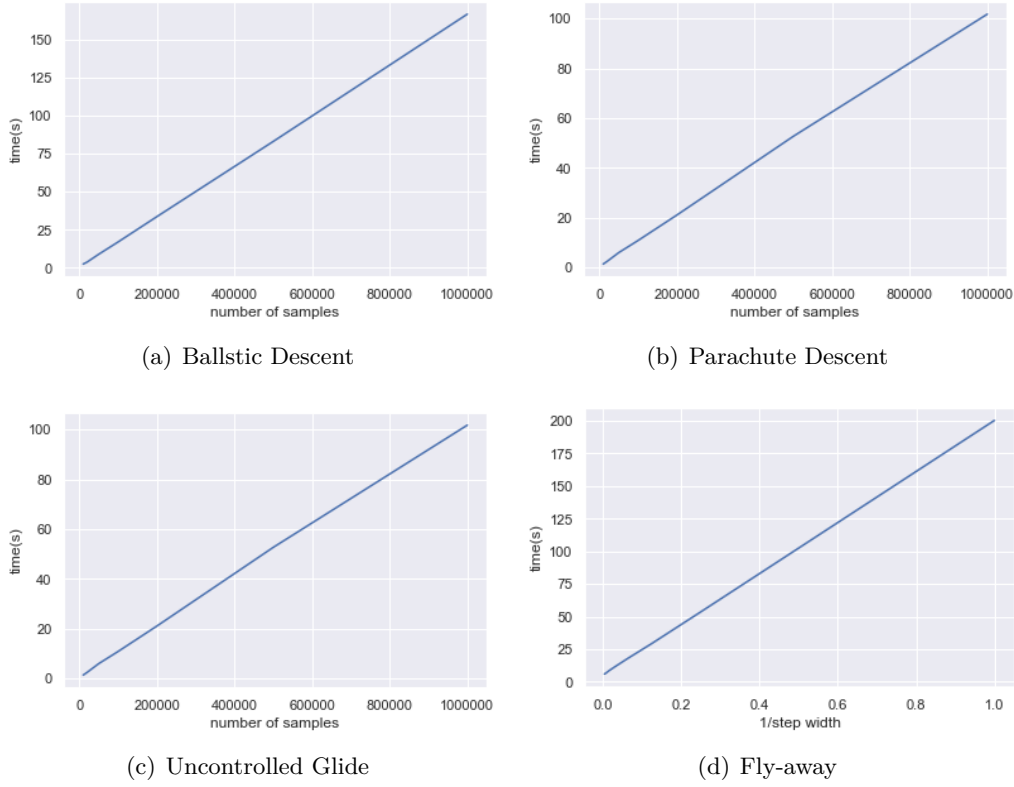 150
125
100
75
50
25
0
time(s)
0 200000 400000 600000 800000 1000000
number of samples
(a) Ballstic Descent
100
80
60
40
20
0
time(s)
0 200000 400000 600000 800000 1000000
number of samples
(b) Parachute Descent
100
80
60
40
20
0
time(s)
0 200000 400000 600000 800000 1000000
number of samples
(c) Uncontrolled Glide
200
175
150
125
100
75
50
25
0
time(s)
0.0 0.2 0.4 0.6 0.8 1.0
1/step width
(d) Fly-away